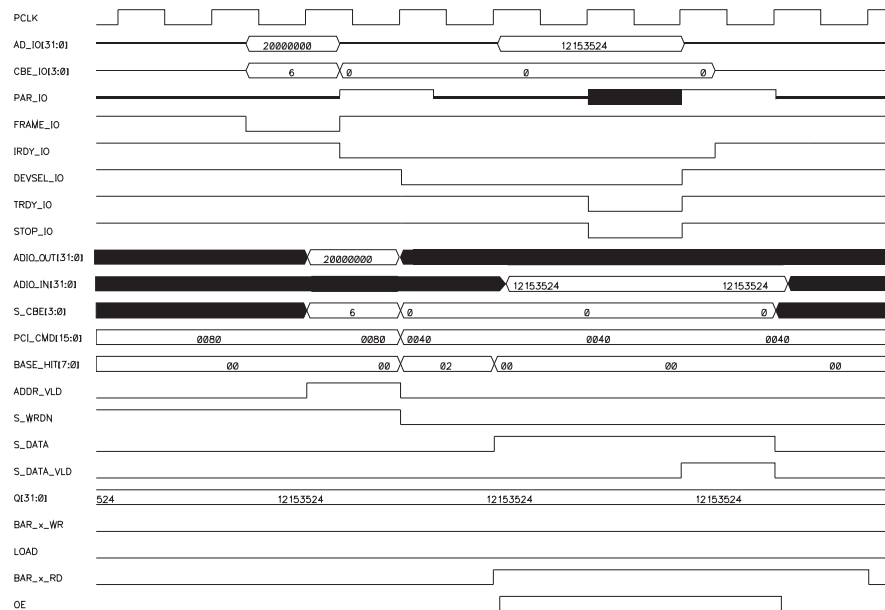 PCLK
AD_IO[31:0] 20000000 12153524
CBE_IO[3:0] 6 0 0 0
PAR_IO
FRAME_IO
IRDY_IO
DEVSEL_IO
TRDY_IO
STOP_IO
ADIO_OUT[31:0] 20000000
ADIO_IN[31:0] 12153524 12153524
S_CBE[3:0] 6 0 0 0
PCI_CMD[15:0] 0080 0080 0040 0040 0040
BASE_HIT[7:0] 00 00 02 00 00 00
ADDR_VLD
S_WRDN
S_DATA
S_DATA_VLD
Q[31:0] 524 12153524 12153524 12153524
BAR_x_WR
LOAD
BAR_x_RD
OE